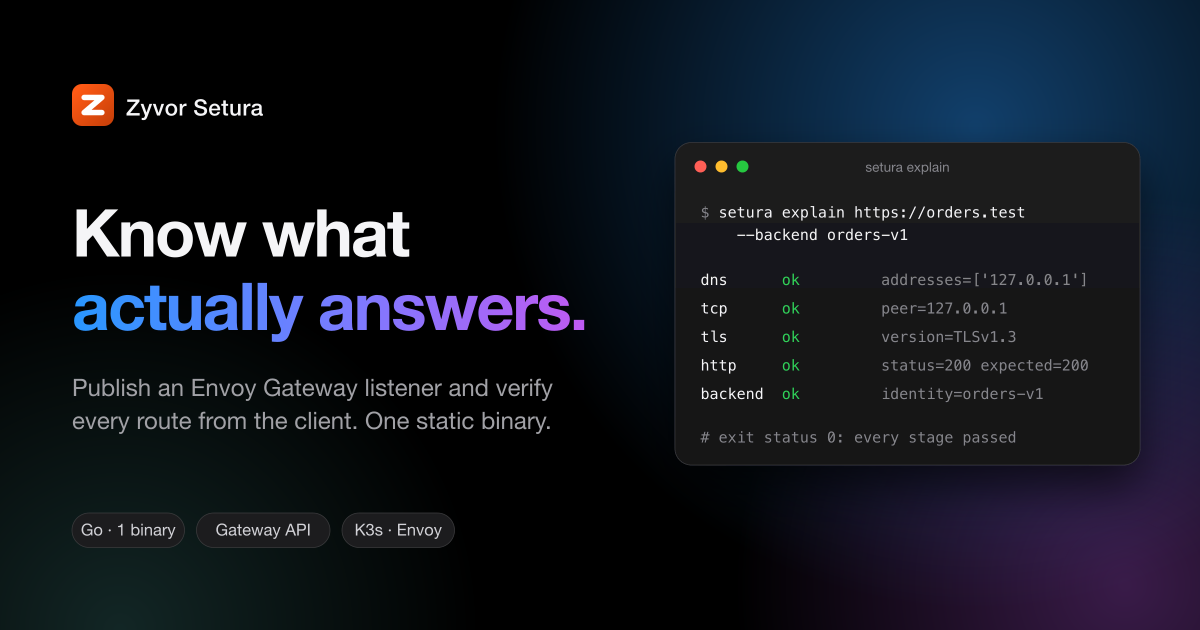 Zyvor Setura
Know what
actually answers.
Publish an Envoy Gateway listener and verify
every route from the client. One static binary.
Go · 1 binary
Gateway API
K3s · Envoy
setura explain
$ setura explain https://orders.test
--backend orders-v1
dns ok addresses=['127.0.0.1']
tcp ok peer=127.0.0.1
tls ok version=TLSv1.3
http ok status=200 expected=200
backend ok identity=orders-v1
# exit status 0: every stage passed